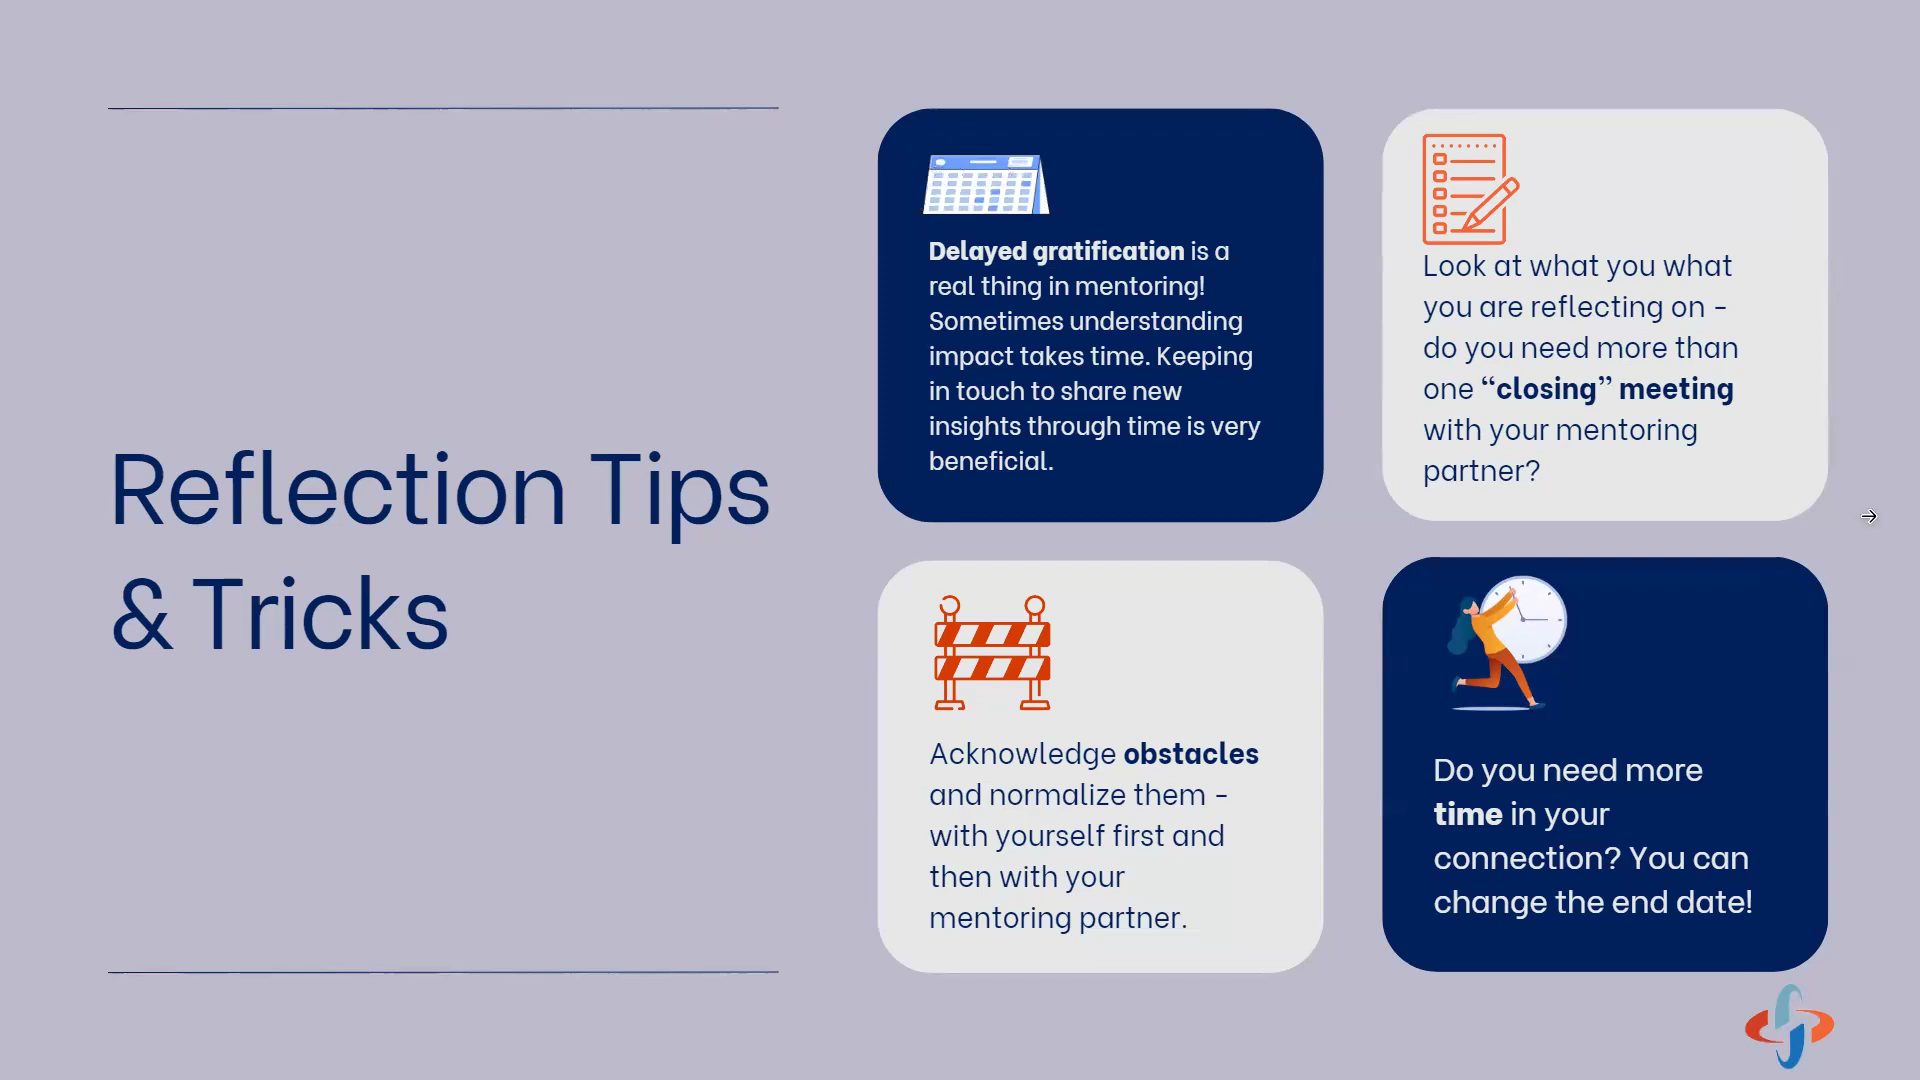 Reflection Tips
& Tricks
Delayed gratification is a
real thing in mentoring!
Sometimes understanding
impact takes time. Keeping
in touch to share new
insights through time is very
beneficial.
Look at what you what
you are reflecting on -
do you need more than
one “closing” meeting
with your mentoring
partner?
Acknowledge obstacles
and normalize them -
with yourself first and
then with your
mentoring partner.
Do you need more
time in your
connection? You can
change the end date!